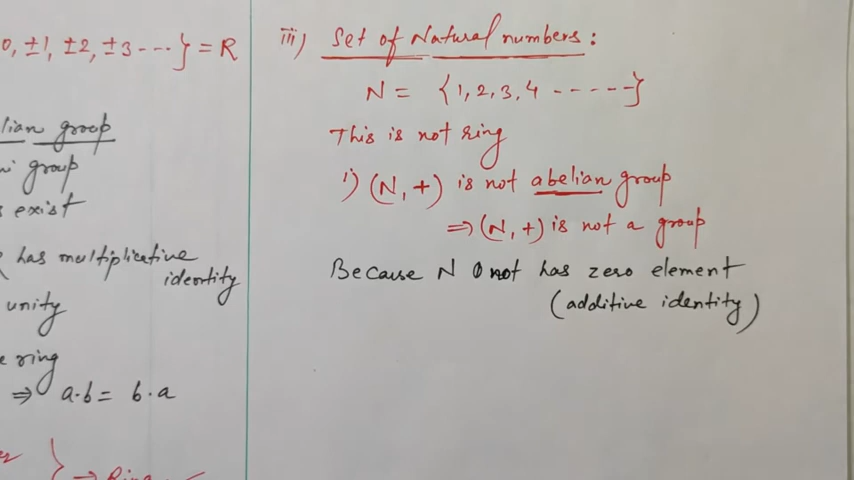 0, ±1, ±2, ±3 ---- } = R
lian group
group
exist
has multiplicative
identity
unity
ring
⇒ a·b = b·a
} → Ring
iii) Set of Natural numbers:
N = {1, 2, 3, 4 -----}
This is not ring
i) (N, +) is not abelian group
⇒ (N, +) is not a group
Because N not has zero element
(additive identity)